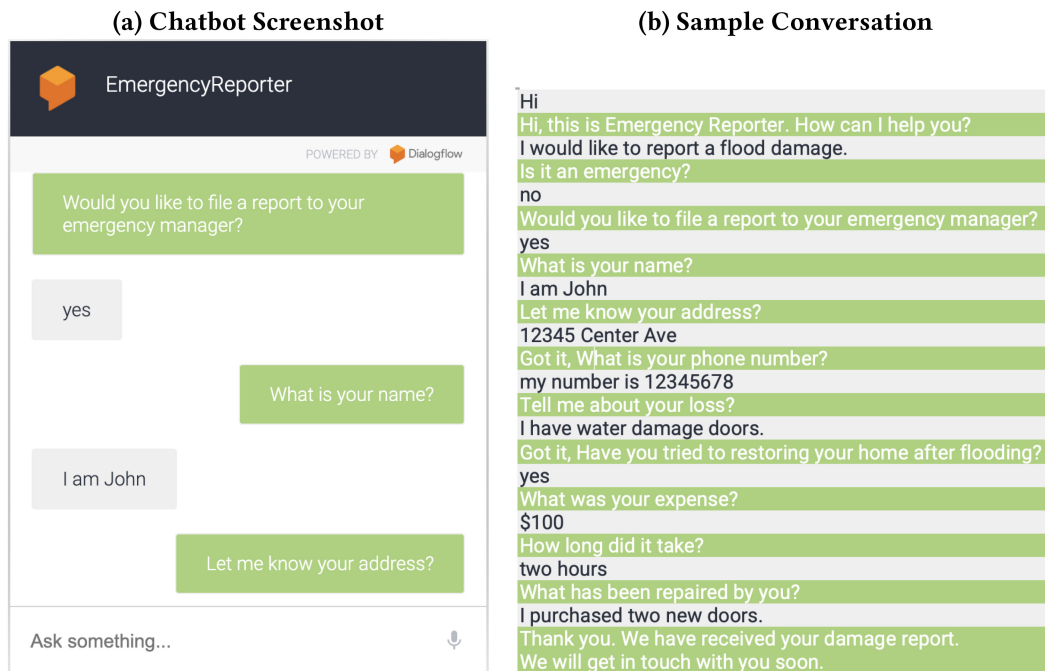 (a) Chatbot Screenshot
EmergencyReporter
POWERED BY Dialogflow
Would you like to file a report to your
emergency manager?
yes
What is your name?
I am John
Let me know your address?
Ask something...
(b) Sample Conversation
Hi
Hi, this is Emergency Reporter. How can I help you?
I would like to report a flood damage.
Is it an emergency?
no
Would you like to file a report to your emergency manager?
yes
What is your name?
I am John
Let me know your address?
12345 Center Ave
Got it, What is your phone number?
my number is 12345678
Tell me about your loss?
I have water damage doors.
Got it, Have you tried to restoring your home after flooding?
yes
What was your expense?
$100
How long did it take?
two hours
What has been repaired by you?
I purchased two new doors.
Thank you. We have received your damage report.
We will get in touch with you soon.